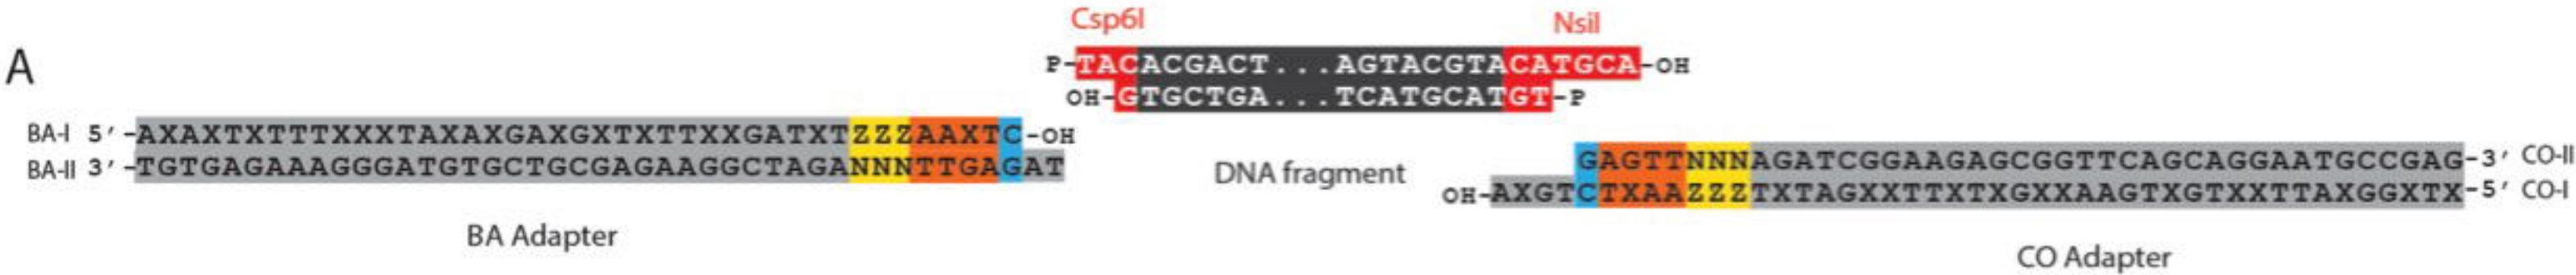 Csp6I NsiI
A
P-TACACGACT...AGTACGTACATGCA-OH
OH-GTGCTGA...TCATGCATGT-P
BA-I 5'-AXAXTXTTTXXXTAXAXGAXGXTXTTXXGATXTZZZAAXTC-OH
BA-II 3'-TGTGAGAAAGGGATGTGCTGCGAGAAGGCTAGANNNTTGAGAT
GAGTTNNNAGATCGGAAGAGCGGTTCAGCAGGAATGCCGAG-3' CO-II
OH-AXGTCTXAAZZZTXTAGXXTTXTXGXXAAGTXGTXXTTAXGGXTX-5' CO-I
DNA fragment
BA Adapter
CO Adapter